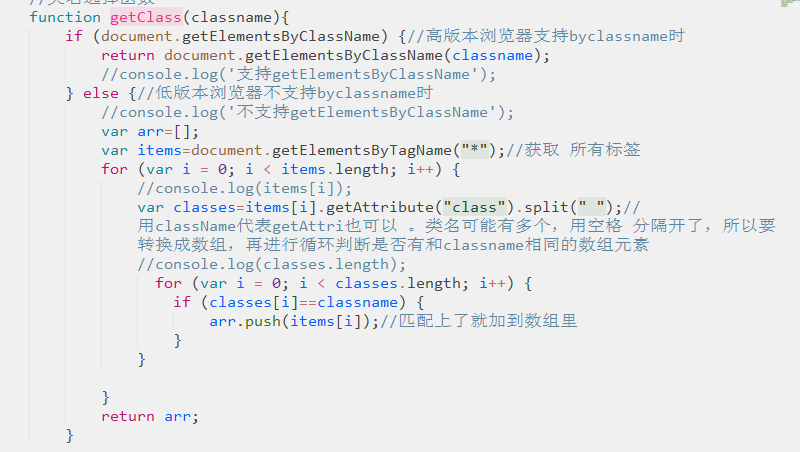 function getClass(classname){
if (document.getElementsByClassName) {//高版本浏览器支持byclassname时
return document.getElementsByClassName(classname);
//console.log('支持getElementsByClassName');
} else {//低版本浏览器不支持byclassname时
//console.log('不支持getElementsByClassName');
var arr=[];
var items=document.getElementsByTagName("*");//获取 所有标签
for (var i = 0; i < items.length; i++) {
//console.log(items[i]);
var classes=items[i].getAttribute("class").split(" ");//
用className代表getAttri也可以 。类名可能有多个，用空格 分隔开了，所以要
转换成数组，再进行循环判断是否有和classname相同的数组元素
//console.log(classes.length);
for (var i = 0; i < classes.length; i++) {
if (classes[i]==classname) {
arr.push(items[i]);//匹配上了就加到数组里
}
}
}
return arr;
}